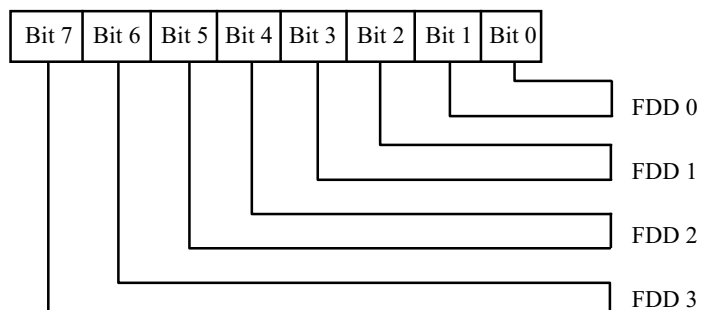 Bit 7 Bit 6 Bit 5 Bit 4 Bit 3 Bit 2 Bit 1 Bit 0
FDD 0
FDD 1
FDD 2
FDD 3